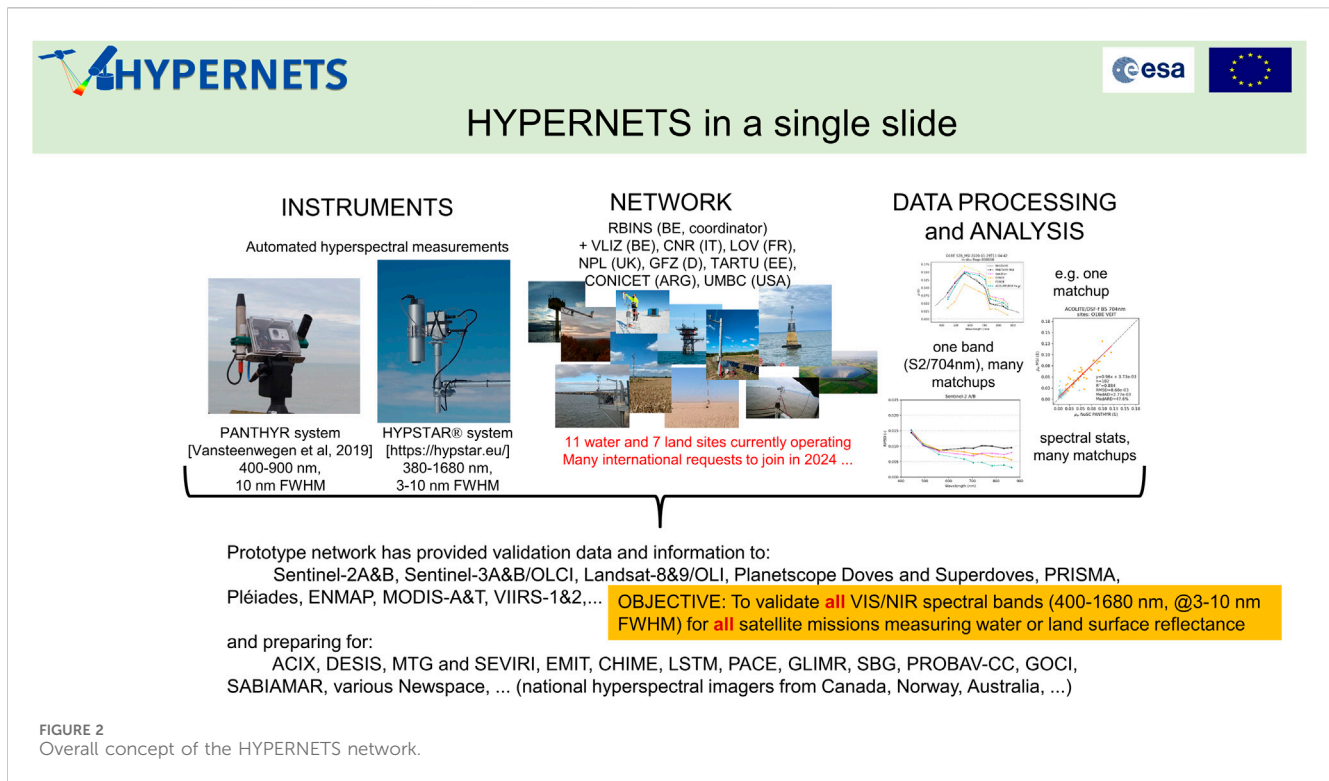 HYPERNETS
esa
HYPERNETS in a single slide
INSTRUMENTS
Automated hyperspectral measurements
PANTHYR system
[Vansteenwegen et al, 2019]
400-900 nm,
10 nm FWHM
HYPSTAR® system
[https://hypstar.eu/]
380-1680 nm,
3-10 nm FWHM
NETWORK
RBINS (BE, coordinator)
+ VLIZ (BE), CNR (IT), LOV (FR),
NPL (UK), GFZ (D), TARTU (EE),
CONICET (ARG), UMBC (USA)
11 water and 7 land sites currently operating
Many international requests to join in 2024 ...
DATA PROCESSING
and ANALYSIS
e.g. one
matchup
ACOLITE/DSF-f B5 704nm
one band
(S2/704nm), many
matchups
Sentinel-2 A/B
Wavelength (nm)
spectral stats,
many matchups
Prototype network has provided validation data and information to:
Sentinel-2A&B, Sentinel-3A&B/OLCI, Landsat-8&9/OLI, Planetscope Doves and Superdoves, PRISMA,
Pléiades, ENMAP, MODIS-A&T, VIIRS-1&2,...
OBJECTIVE: To validate all VIS/NIR spectral bands (400-1680 nm, @3-10 nm
FWHM) for all satellite missions measuring water or land surface reflectance
and preparing for:
ACIX, DESIS, MTG and SEVIRI, EMIT, CHIME, LSTM, PACE, GLIMR, SBG, PROBAV-CC, GOCI,
SABIAMAR, various Newspace, ... (national hyperspectral imagers from Canada, Norway, Australia, ...)
FIGURE 2
Overall concept of the HYPERNETS network.